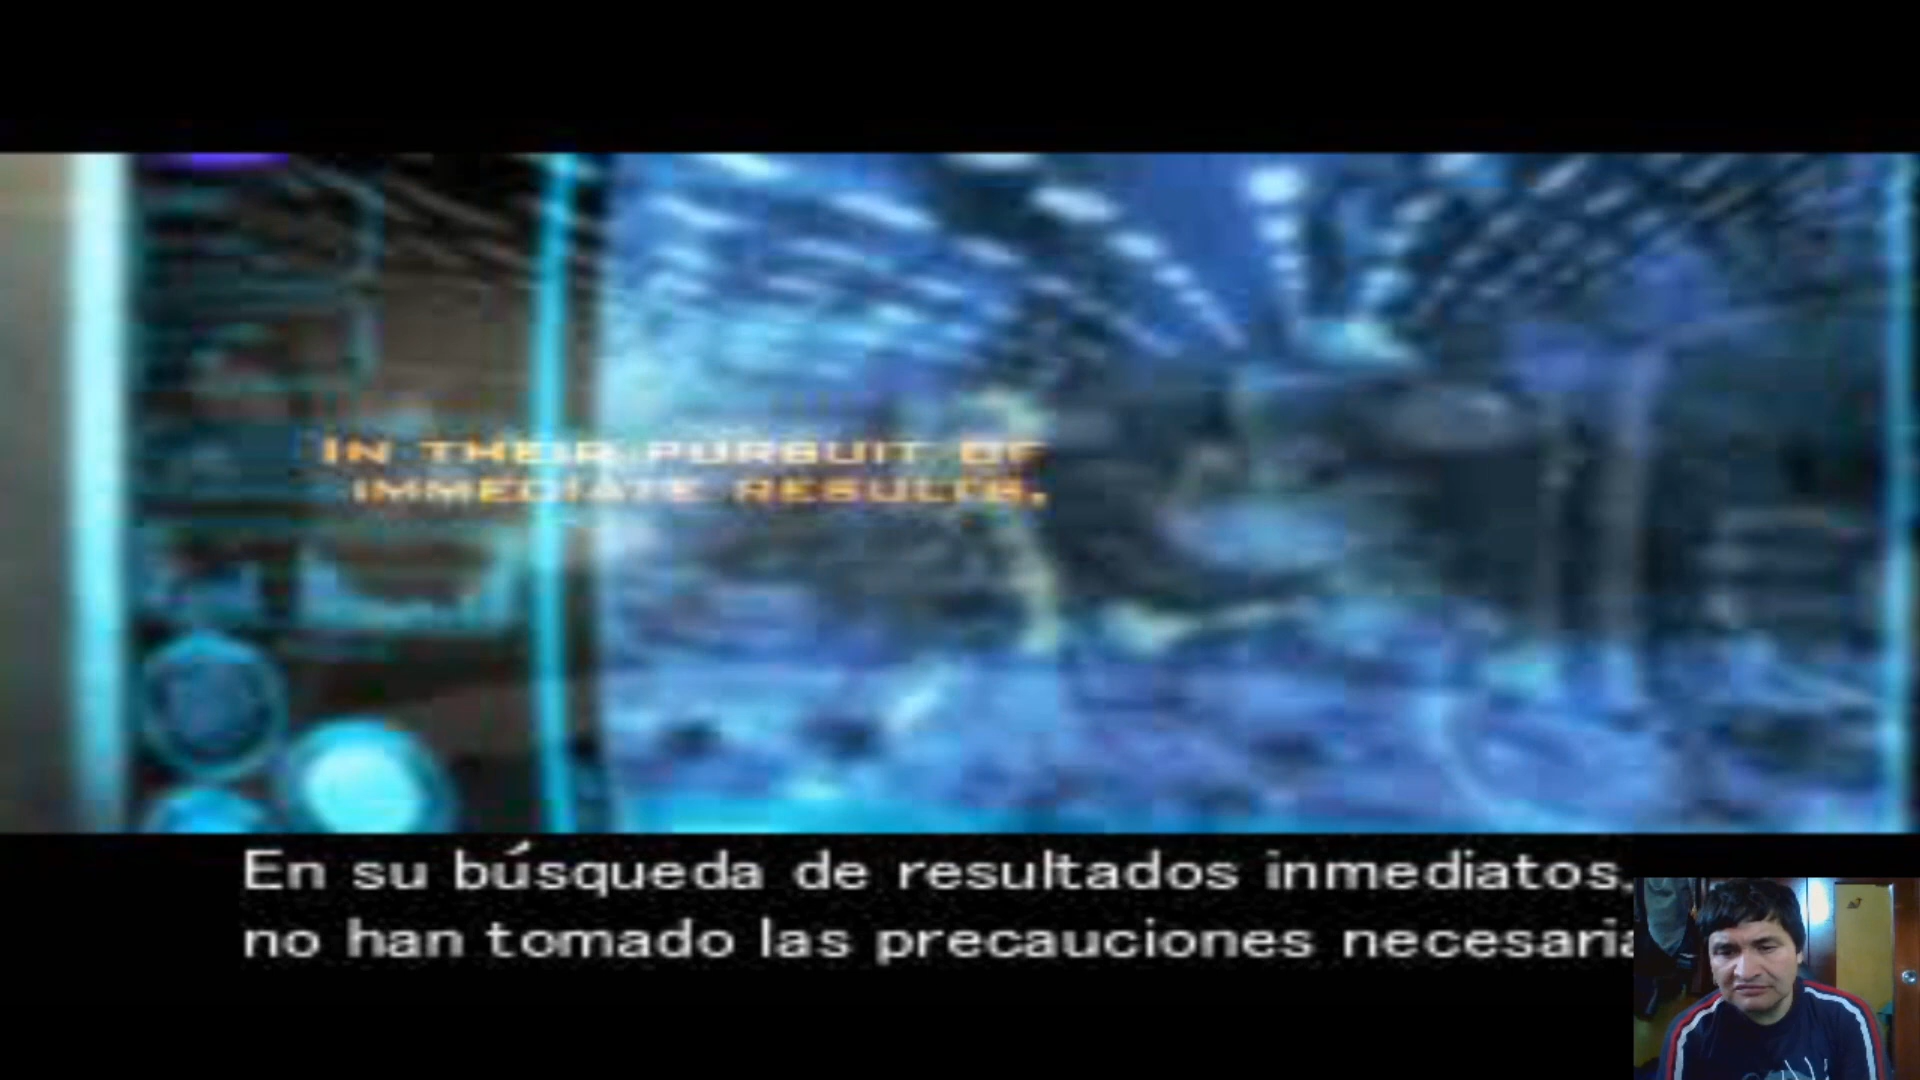 IN THEIR PURSUIT OF
IMMEDIATE RESULTS,
En su búsqueda de resultados inmediatos,
no han tomado las precauciones necesaria